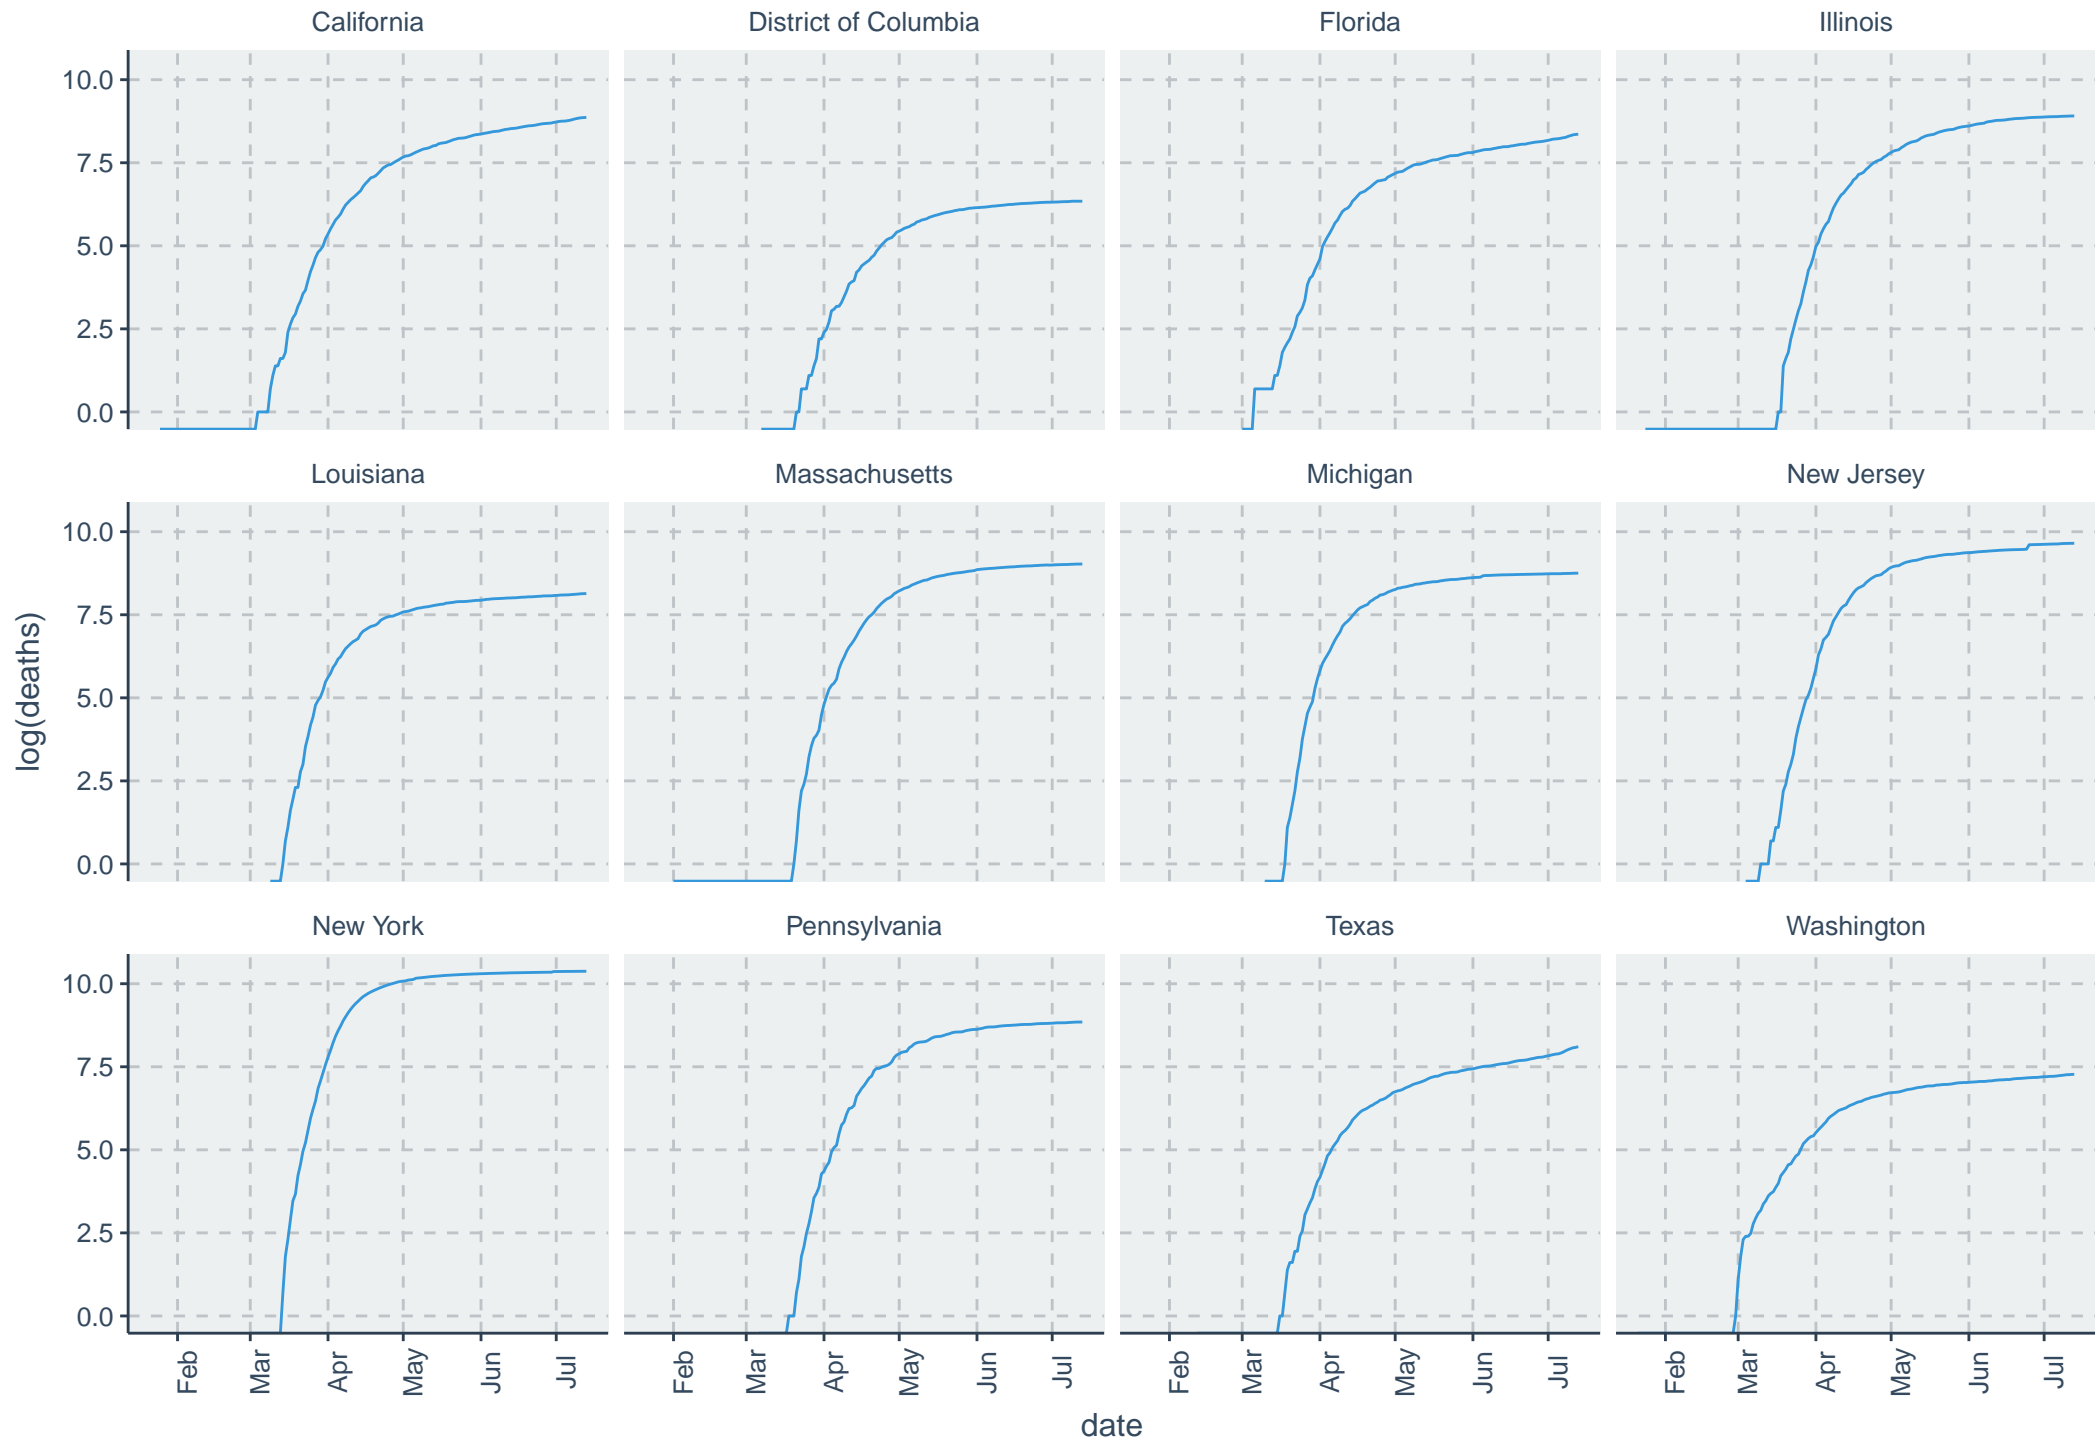 California District of Columbia Florida Illinois
10.0
7.5
5.0
2.5
0.0
Louisiana Massachusetts Michigan New Jersey
10.0
7.5
5.0
2.5
0.0
log(deaths)
New York Pennsylvania Texas Washington
10.0
7.5
5.0
2.5
0.0
Feb Mar Apr May Jun Jul Feb Mar Apr May Jun Jul Feb Mar Apr May Jun Jul Feb Mar Apr May Jun Jul
date